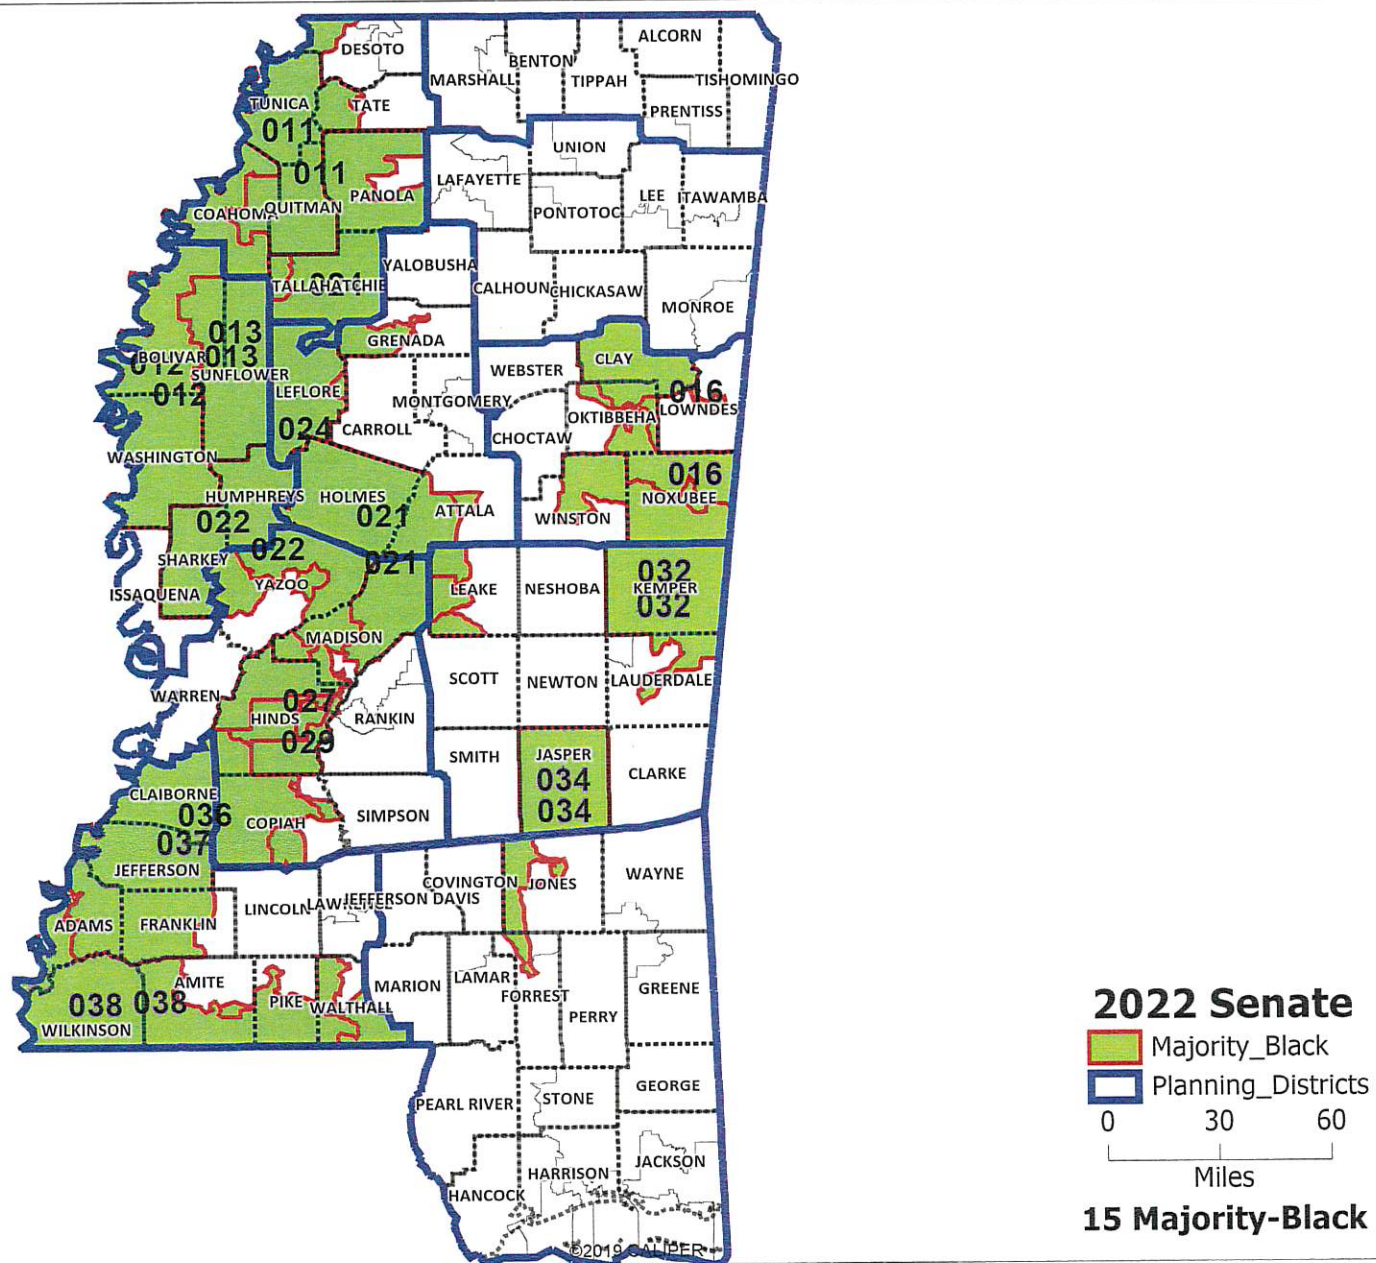 DESOTO
ALCORN
BENTON
MARSHALL
TIPPAH
TISHOMINGO
TUNICA
TATE
PRENTISS
011
UNION
011
LAFAYETTE
PANOLA
LEE
ITAWAMBA
COAHOMA
QUITMAN
PONTOTOC
YALOBUSHA
TALLAHATCHIE
CALHOUN
CHICKASAW
MONROE
013
GRENADA
BOLIVAR
013
012
CLAY
WEBSTER
SUNFLOWER
LEFLORE
012
016
MONTGOMERY
LOWNDES
OKTIBBEHA
024
CARROLL
CHOCTAW
WASHINGTON
016
HUMPHREYS
HOLMES
NOXUBEE
022
021
ATTALA
WINSTON
022
SHARKEY
021
032
YAZOO
LEAKE
NESHOBA
KEMPER
ISSAQUENA
032
MADISON
SCOTT
NEWTON
LAUDERDALE
WARREN
027
HINDS
RANKIN
029
SMITH
JASPER
CLARKE
034
CLAIBORNE
036
034
COPIAH
SIMPSON
037
JEFFERSON
WAYNE
COVINGTON
JONES
LINCOLN
LAWRENCE
JEFFERSON DAVIS
ADAMS
FRANKLIN
AMITE
LAMAR
MARION
GREENE
038
038
PIKE
WALTHALL
FORREST
PERRY
WILKINSON
PEARL RIVER
STONE
GEORGE
HANCOCK
HARRISON
JACKSON
©2019 CALIPER
2022 Senate
Majority_Black
Planning_Districts
0 30 60
Miles
15 Majority-Black